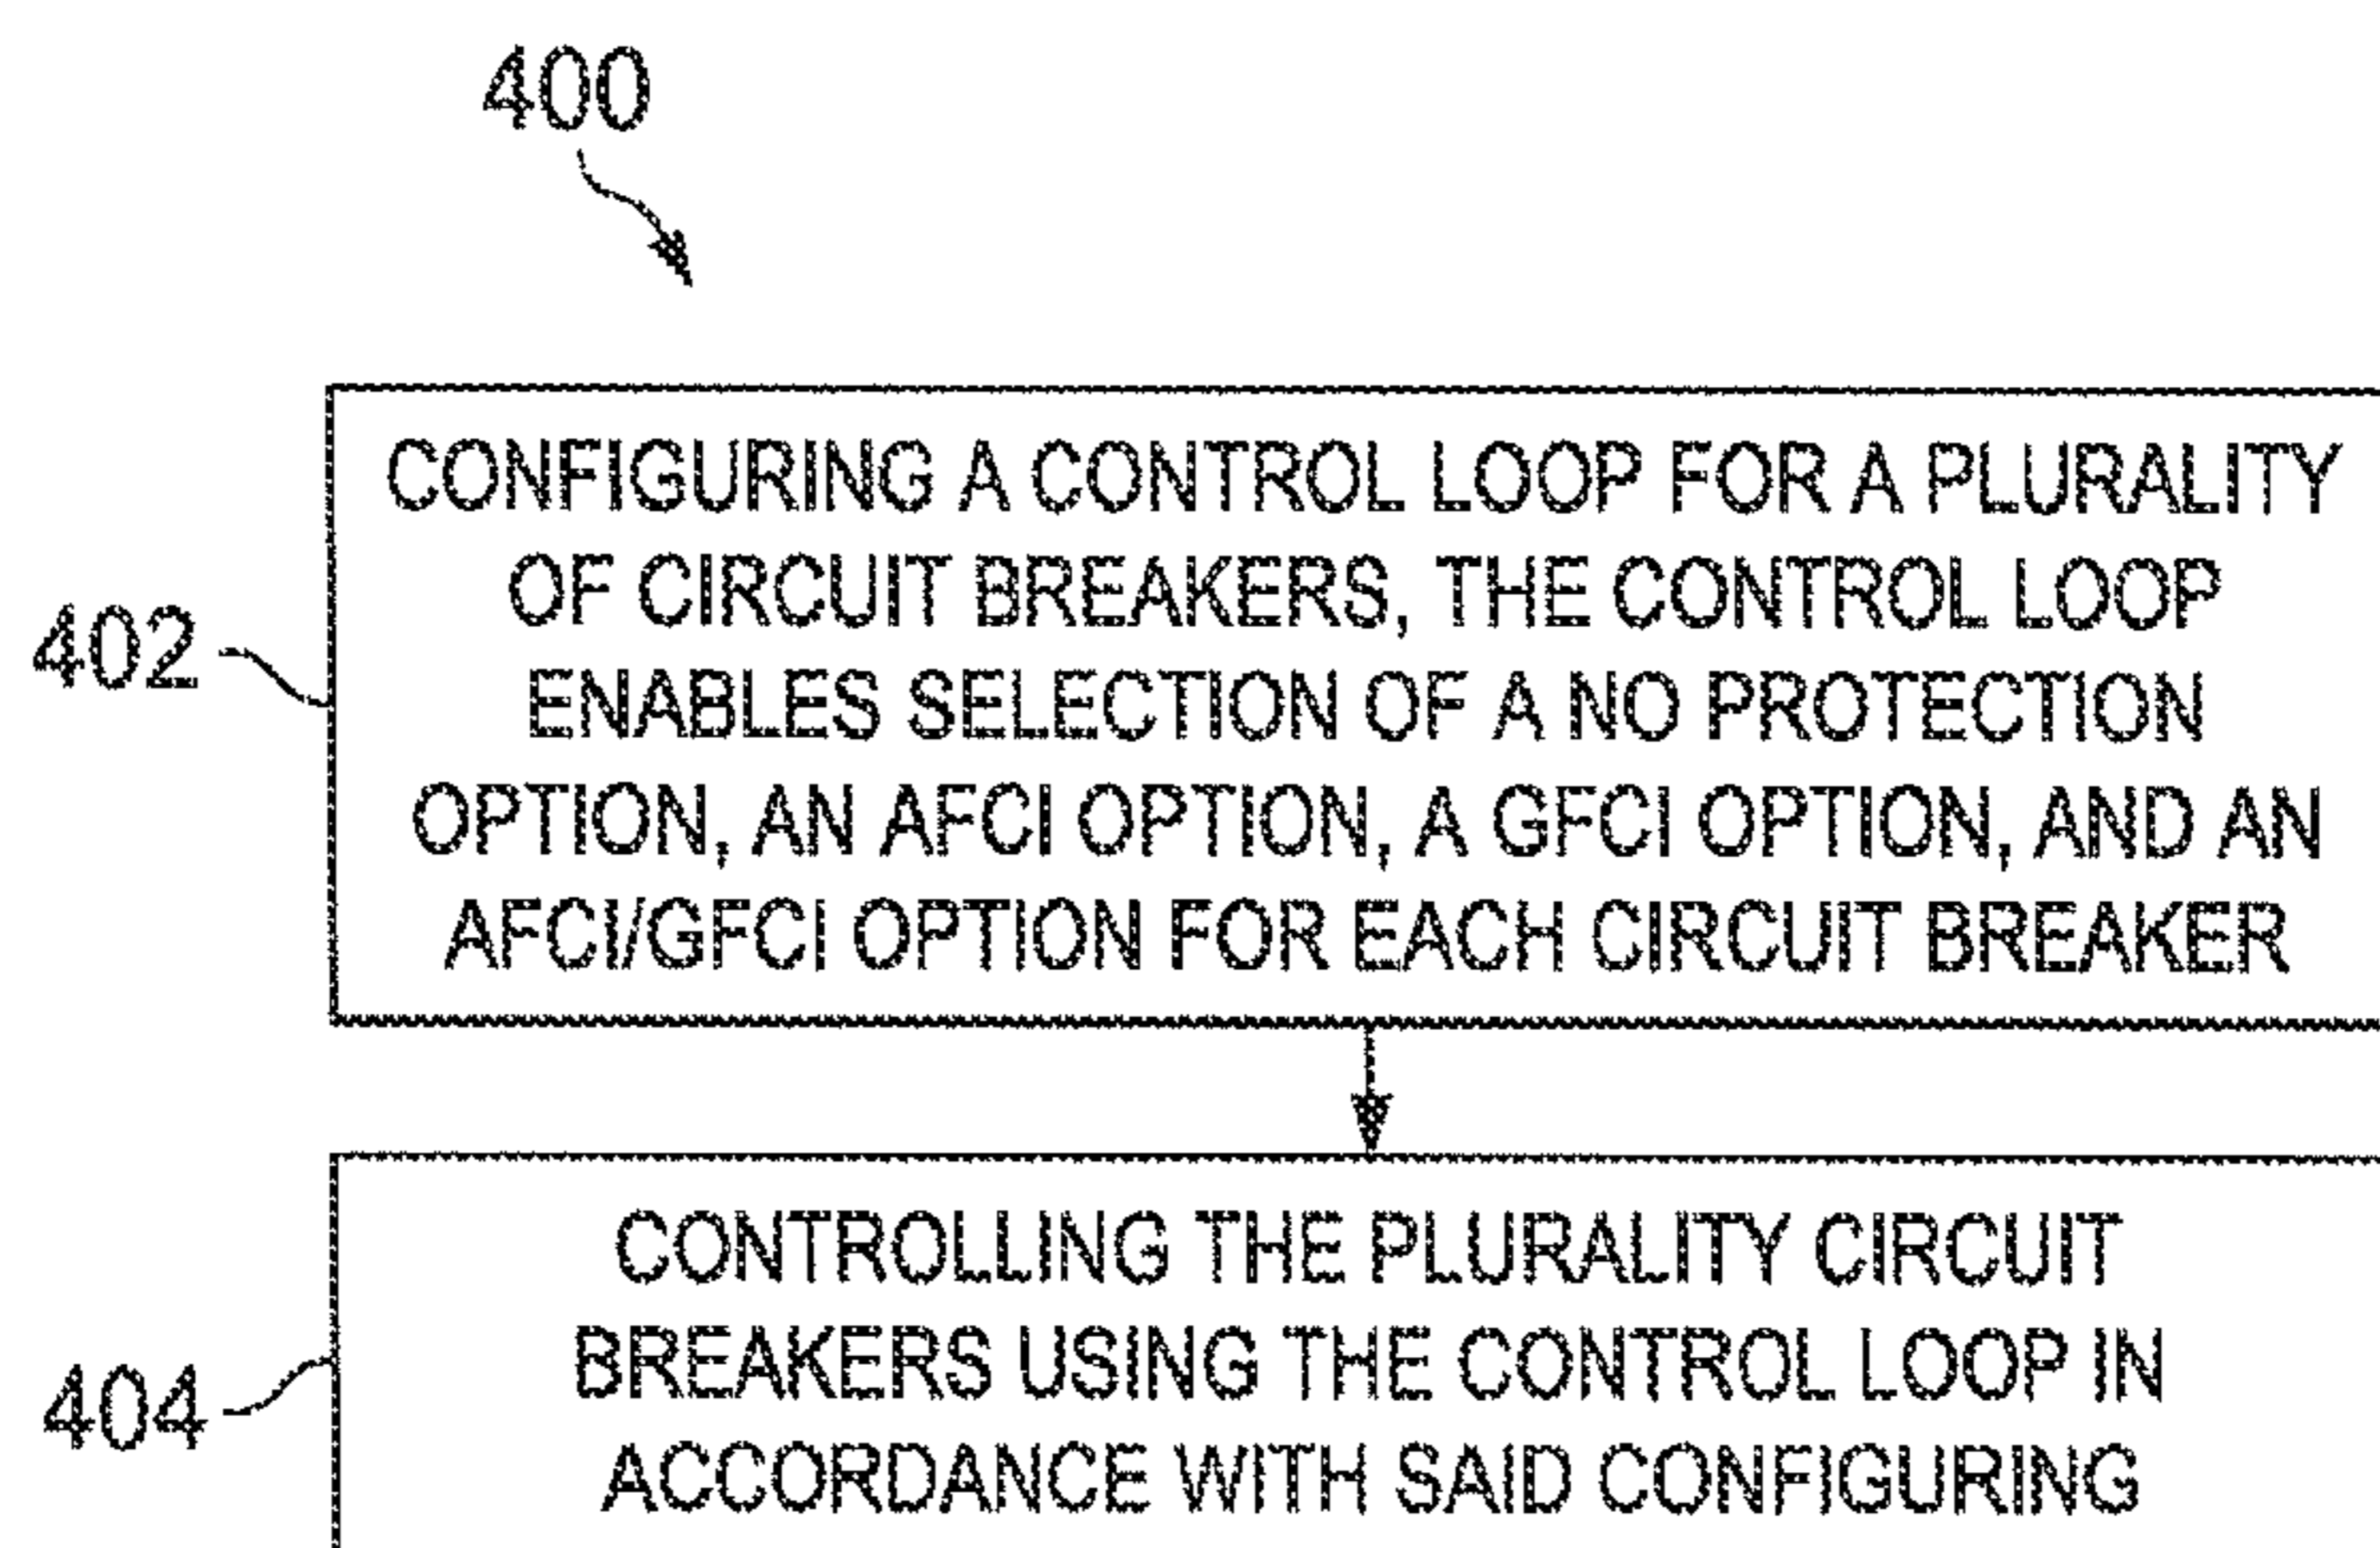 400
402
CONFIGURING A CONTROL LOOP FOR A PLURALITY
OF CIRCUIT BREAKERS, THE CONTROL LOOP
ENABLES SELECTION OF A NO PROTECTION
OPTION, AN AFCI OPTION, A GFCI OPTION, AND AN
AFCI/GFCI OPTION FOR EACH CIRCUIT BREAKER
404
CONTROLLING THE PLURALITY CIRCUIT
BREAKERS USING THE CONTROL LOOP IN
ACCORDANCE WITH SAID CONFIGURING